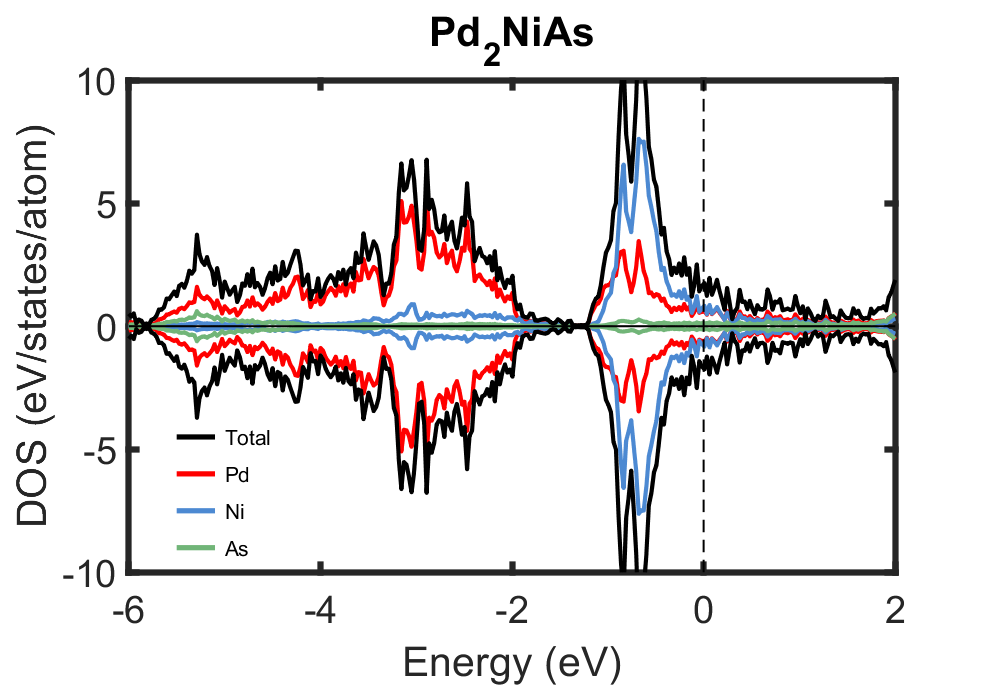 Pd2NiAs
DOS (eV/states/atom)
10
5
0
-5
-10
Total
Pd
Ni
As
-6 -4 -2 0 2
Energy (eV)